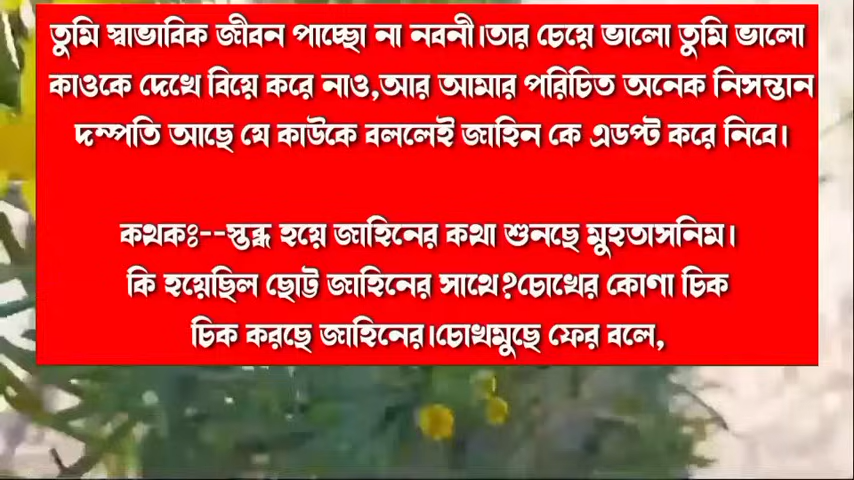 তুমি স্বাভাবিক জীবন পাচ্ছো না নবনী।তার চেয়ে ভালো তুমি ভালো
কাওকে দেখে বিয়ে করে নাও,আর আমার পরিচিত অনেক নিসন্তান
দম্পতি আছে যে কাউকে বললেই জাহিন কে এডপ্ট করে নিবে।
কথকঃ--স্তব্ধ হয়ে জাহিনের কথা শুনছে মুহতাসনিম।
কি হয়েছিল ছোট্ট জাহিনের সাথে?চোখের কোণা চিক
চিক করছে জাহিনের।চোখমুছে ফের বলে,